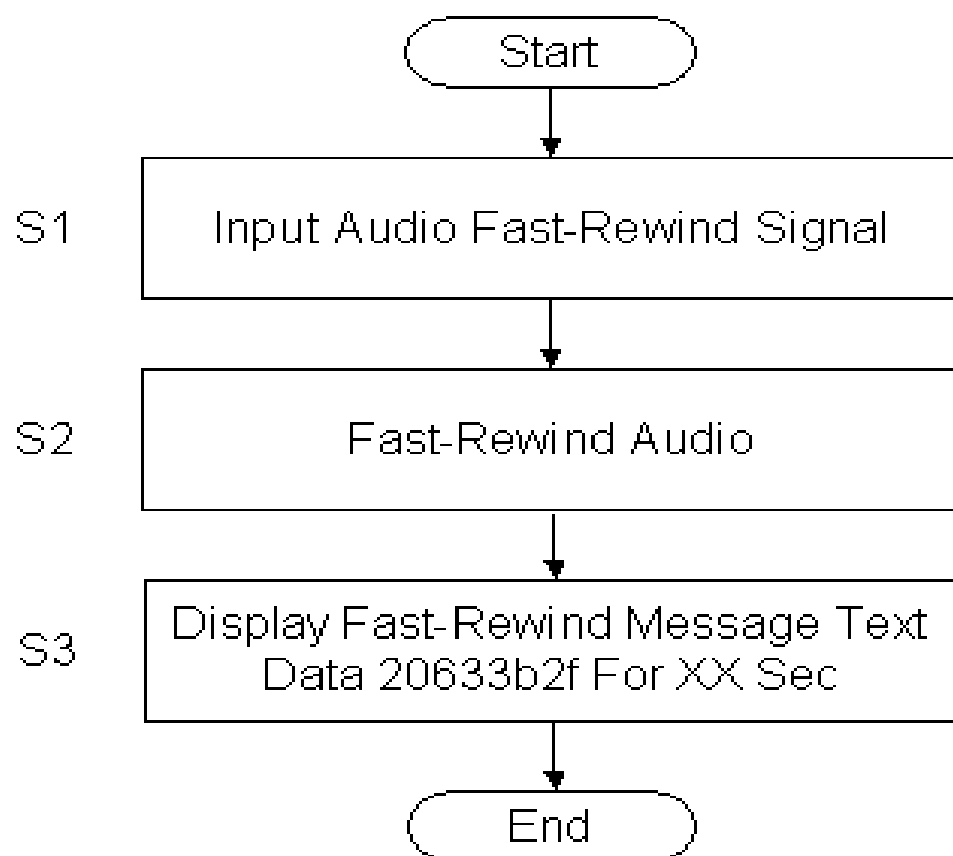 Start
S1
Input Audio Fast-Rewind Signal
S2
Fast-Rewind Audio
S3
Display Fast-Rewind Message Text
Data 20633b2f For XX Sec
End